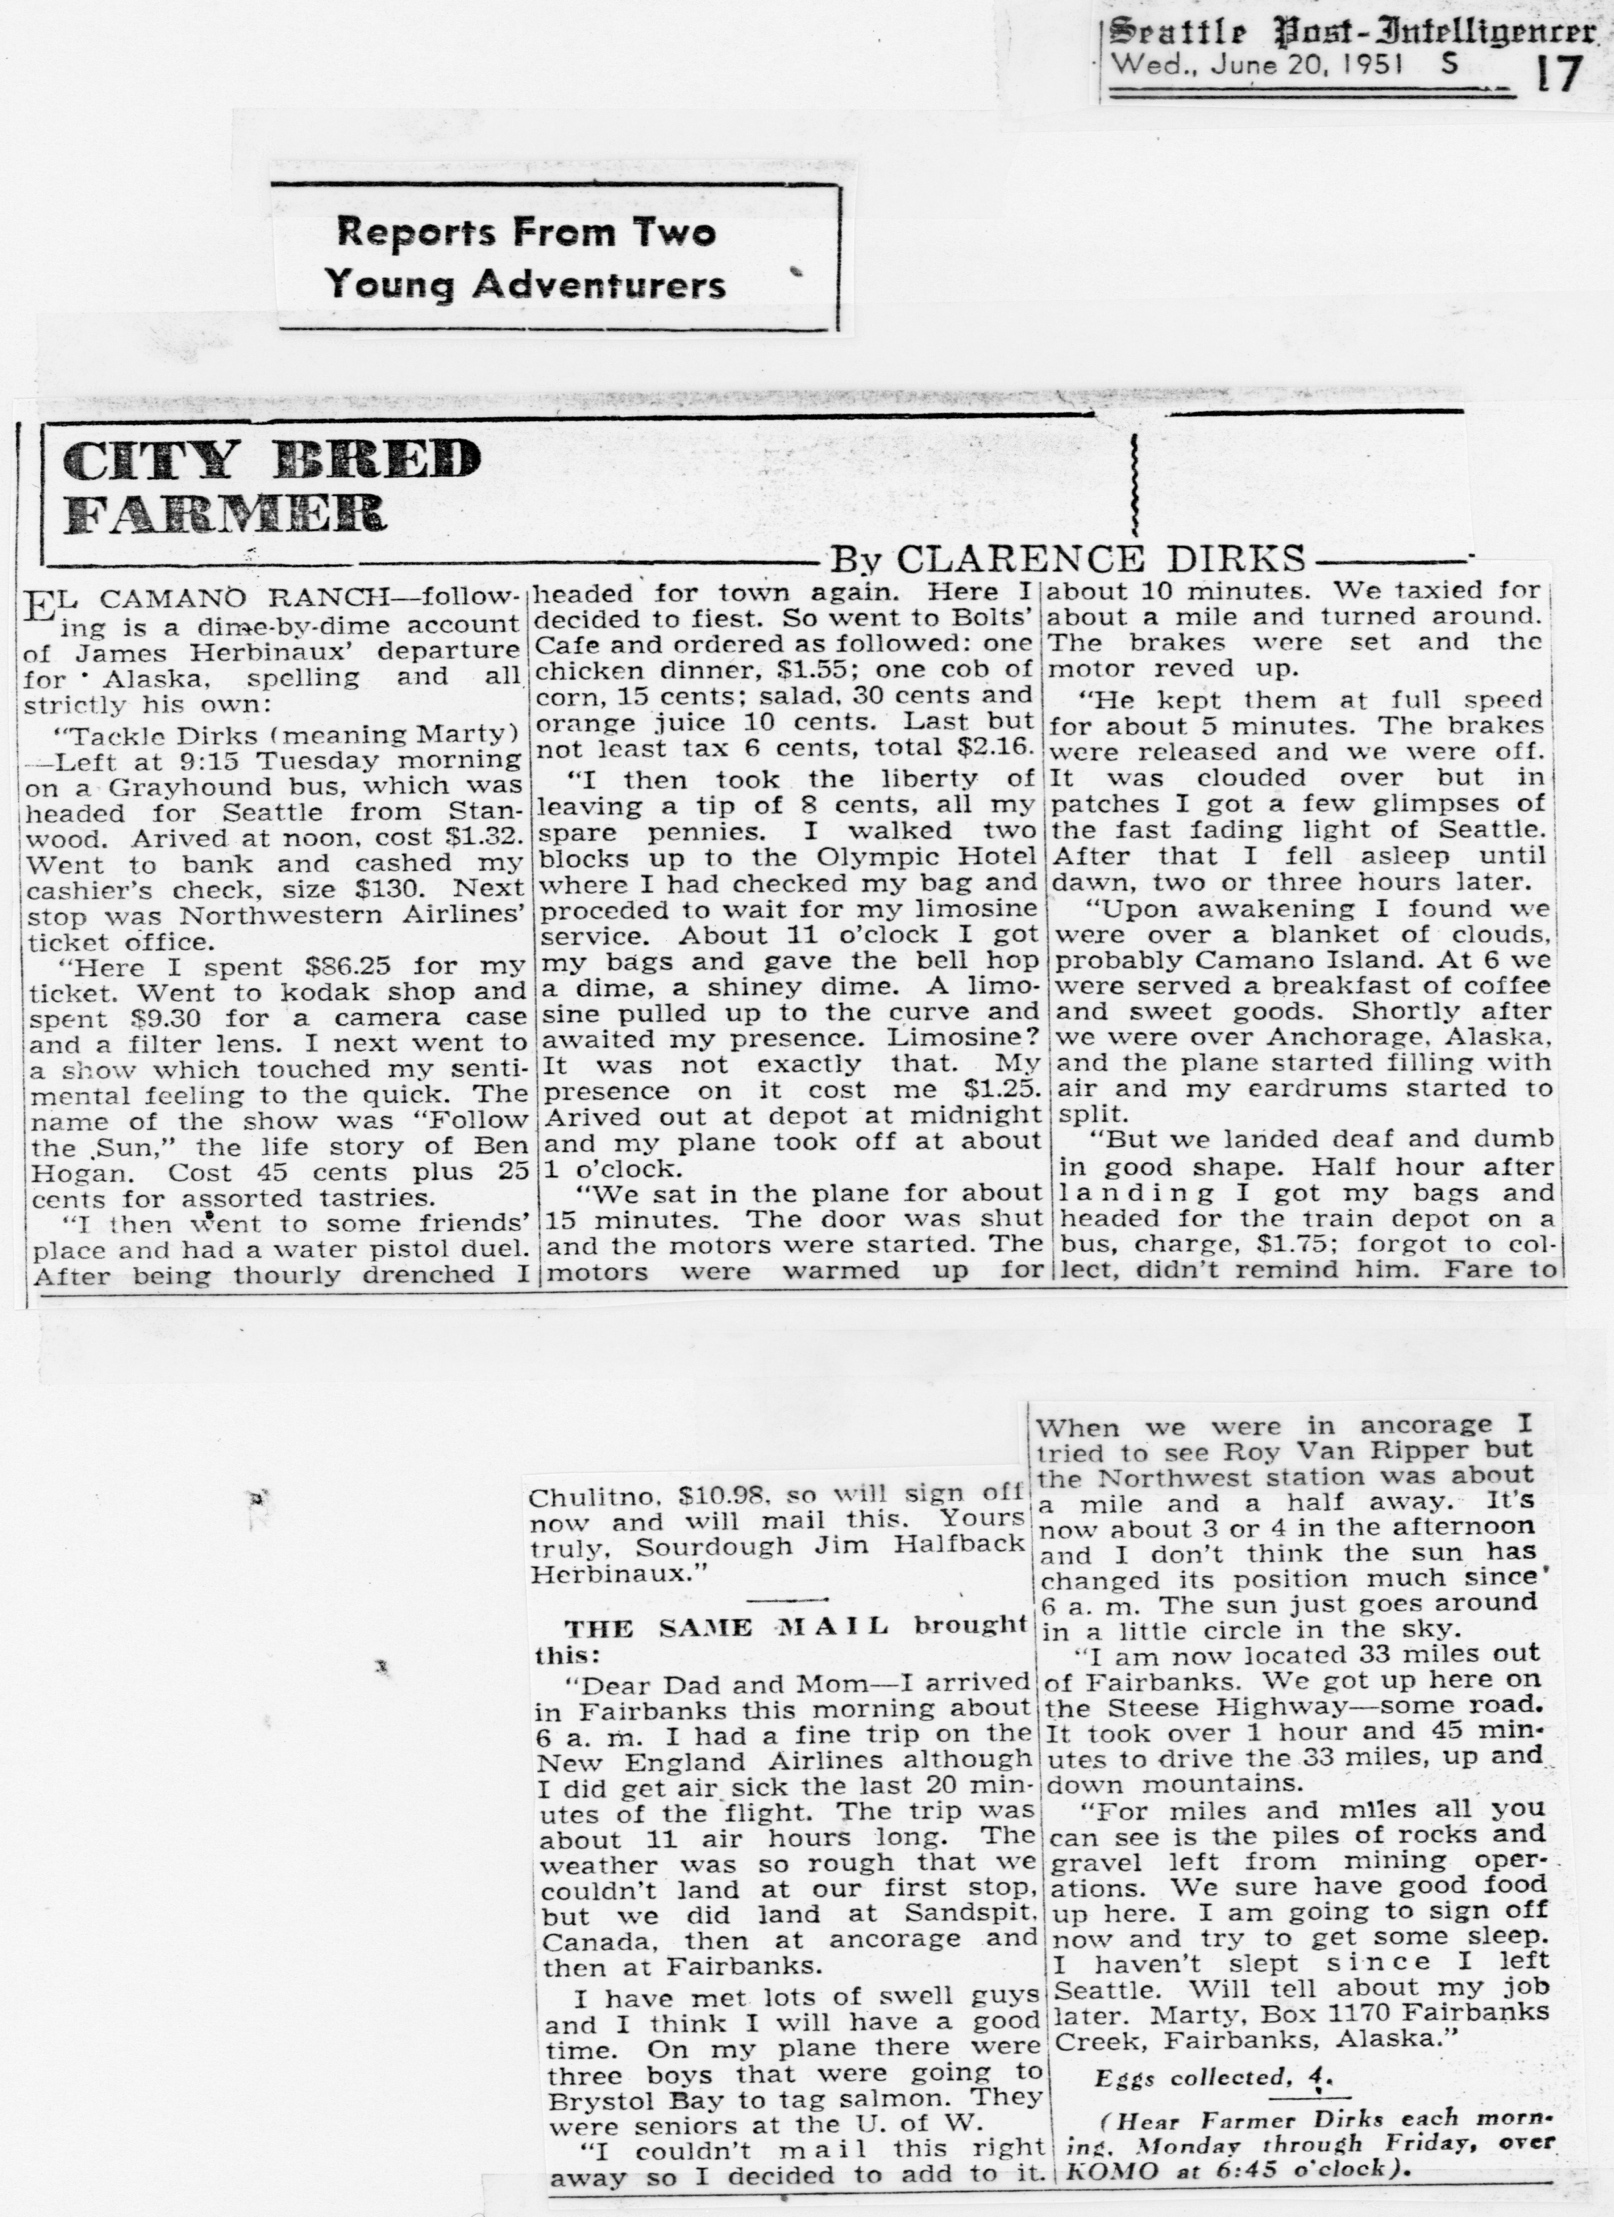 Seattle Post-Intelligencer
Wed., June 20, 1951 S 17
Reports From Two
Young Adventurers
CITY BRED
FARMER
By CLARENCE DIRKS
EL CAMANO RANCH—follow-
ing is a dime-by-dime account
of James Herbinaux' departure
for Alaska, spelling and all
strictly his own:
"Tackle Dirks (meaning Marty)
—Left at 9:15 Tuesday morning
on a Grayhound bus, which was
headed for Seattle from Stan-
wood. Arived at noon, cost $1.32.
Went to bank and cashed my
cashier's check, size $130. Next
stop was Northwestern Airlines'
ticket office.
"Here I spent $86.25 for my
ticket. Went to kodak shop and
spent $9.30 for a camera case
and a filter lens. I next went to
a show which touched my senti-
mental feeling to the quick. The
name of the show was "Follow
the Sun," the life story of Ben
Hogan. Cost 45 cents plus 25
cents for assorted tastries.
"I then went to some friends'
place and had a water pistol duel.
After being thourly drenched I
headed for town again. Here I
decided to fiest. So went to Bolts'
Cafe and ordered as followed: one
chicken dinner, $1.55; one cob of
corn, 15 cents; salad, 30 cents and
orange juice 10 cents. Last but
not least tax 6 cents, total $2.16.
"I then took the liberty of
leaving a tip of 8 cents, all my
spare pennies. I walked two
blocks up to the Olympic Hotel
where I had checked my bag and
proceded to wait for my limosine
service. About 11 o'clock I got
my bags and gave the bell hop
a dime, a shiney dime. A limo-
sine pulled up to the curve and
awaited my presence. Limosine?
It was not exactly that. My
presence on it cost me $1.25.
Arived out at depot at midnight
and my plane took off at about
1 o'clock.
"We sat in the plane for about
15 minutes. The door was shut
and the motors were started. The
motors were warmed up for
about 10 minutes. We taxied for
about a mile and turned around.
The brakes were set and the
motor reved up.
"He kept them at full speed
for about 5 minutes. The brakes
were released and we were off.
It was clouded over but in
patches I got a few glimpses of
the fast fading light of Seattle.
After that I fell asleep until
dawn, two or three hours later.
"Upon awakening I found we
were over a blanket of clouds,
probably Camano Island. At 6 we
were served a breakfast of coffee
and sweet goods. Shortly after
we were over Anchorage, Alaska,
and the plane started filling with
air and my eardrums started to
split.
"But we landed deaf and dumb
in good shape. Half hour after
landing I got my bags and
headed for the train depot on a
bus, charge, $1.75; forgot to col-
lect, didn't remind him. Fare to
Chulitno, $10.98, so will sign off
now and will mail this. Yours
truly, Sourdough Jim Halfback
Herbinaux."
THE SAME MAIL brought
this:
"Dear Dad and Mom—I arrived
in Fairbanks this morning about
6 a. m. I had a fine trip on the
New England Airlines although
I did get air sick the last 20 min-
utes of the flight. The trip was
about 11 air hours long. The
weather was so rough that we
couldn't land at our first stop,
but we did land at Sandspit,
Canada, then at ancorage and
then at Fairbanks.
I have met lots of swell guys
and I think I will have a good
time. On my plane there were
three boys that were going to
Brystol Bay to tag salmon. They
were seniors at the U. of W.
"I couldn't mail this right
away so I decided to add to it.
When we were in ancorage I
tried to see Roy Van Ripper but
the Northwest station was about
a mile and a half away. It's
now about 3 or 4 in the afternoon
and I don't think the sun has
changed its position much since
6 a. m. The sun just goes around
in a little circle in the sky.
"I am now located 33 miles out
of Fairbanks. We got up here on
the Steese Highway—some road.
It took over 1 hour and 45 min-
utes to drive the 33 miles, up and
down mountains.
"For miles and miles all you
can see is the piles of rocks and
gravel left from mining oper-
ations. We sure have good food
up here. I am going to sign off
now and try to get some sleep.
I haven't slept since I left
Seattle. Will tell about my job
later. Marty, Box 1170 Fairbanks
Creek, Fairbanks, Alaska."
Eggs collected, 4.
(Hear Farmer Dirks each morn-
ing, Monday through Friday, over
KOMO at 6:45 o'clock).